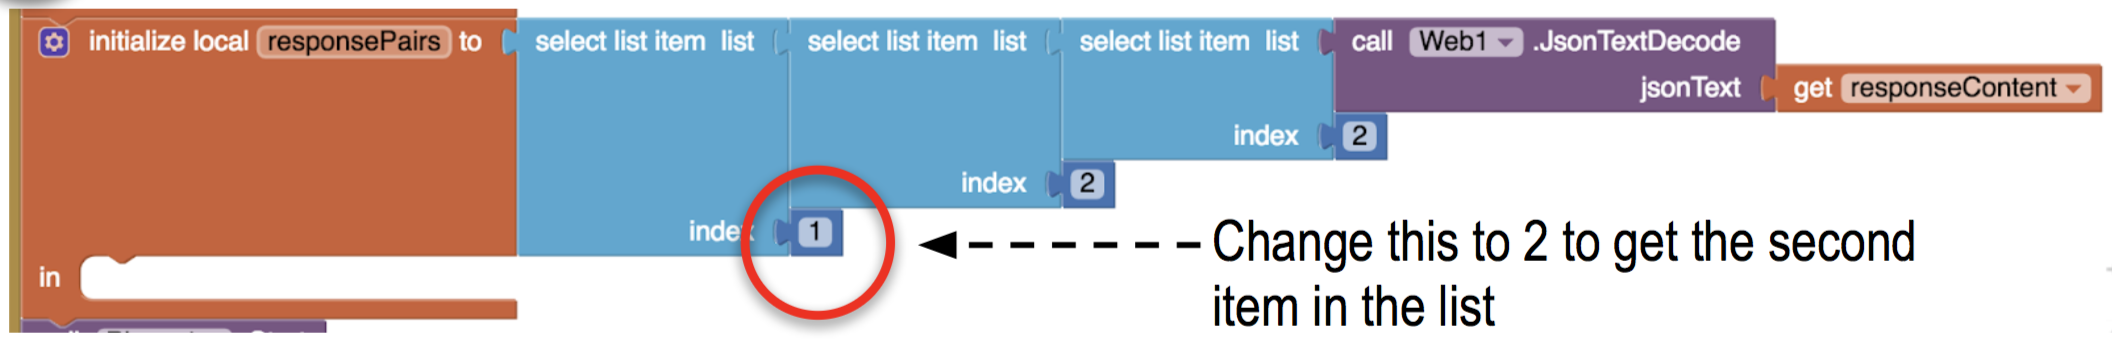 initialize local responsePairs to select list item list select list item list select list item list call Web1 .JsonTextDecode
jsonText get responseContent
index 2
index 2
index 1
Change this to 2 to get the second
item in the list
in